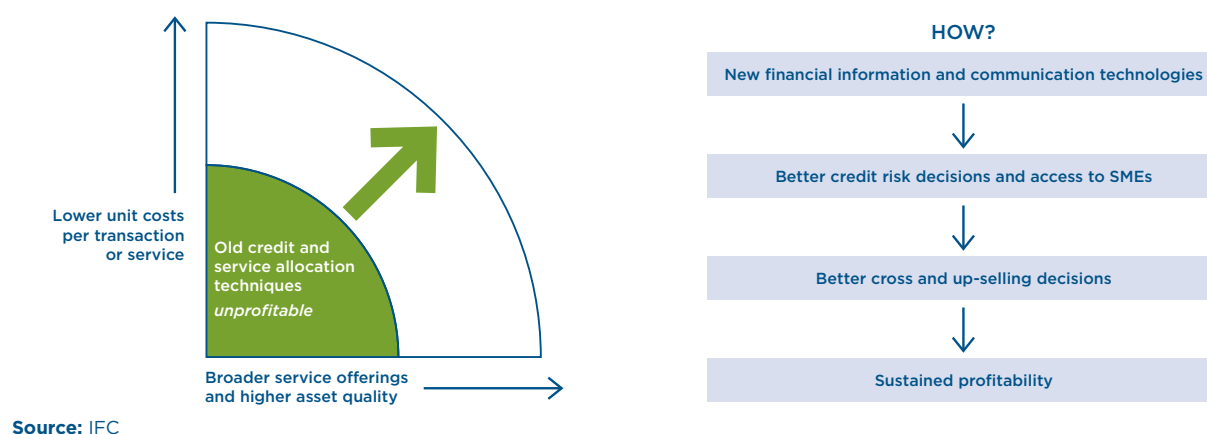 Lower unit costs
per transaction
or service
Old credit and
service allocation
techniques
unprofitable
Broader service offerings
and higher asset quality
HOW?
New financial information and communication technologies
Better credit risk decisions and access to SMEs
Better cross and up-selling decisions
Sustained profitability
Source: IFC